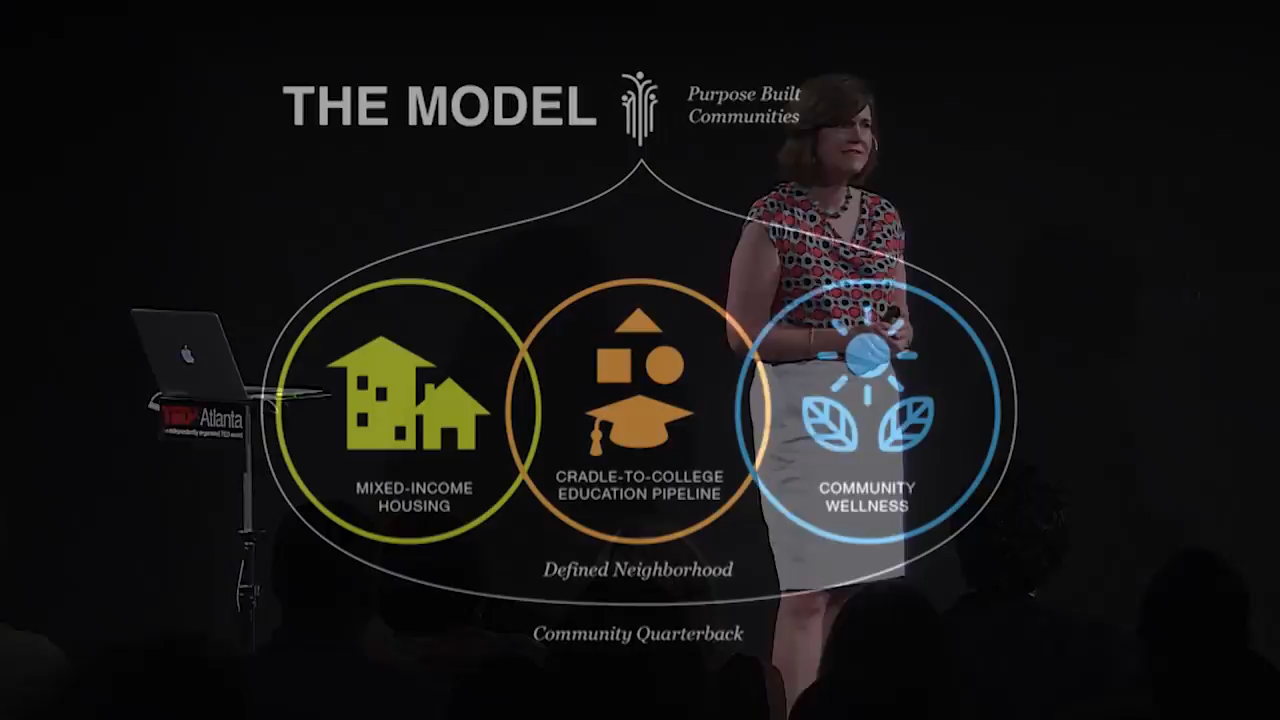 THE MODEL
Purpose Built
Communities
TEDxAtlanta
MIXED-INCOME
HOUSING
CRADLE-TO-COLLEGE
EDUCATION PIPELINE
COMMUNITY
WELLNESS
Defined Neighborhood
Community Quarterback